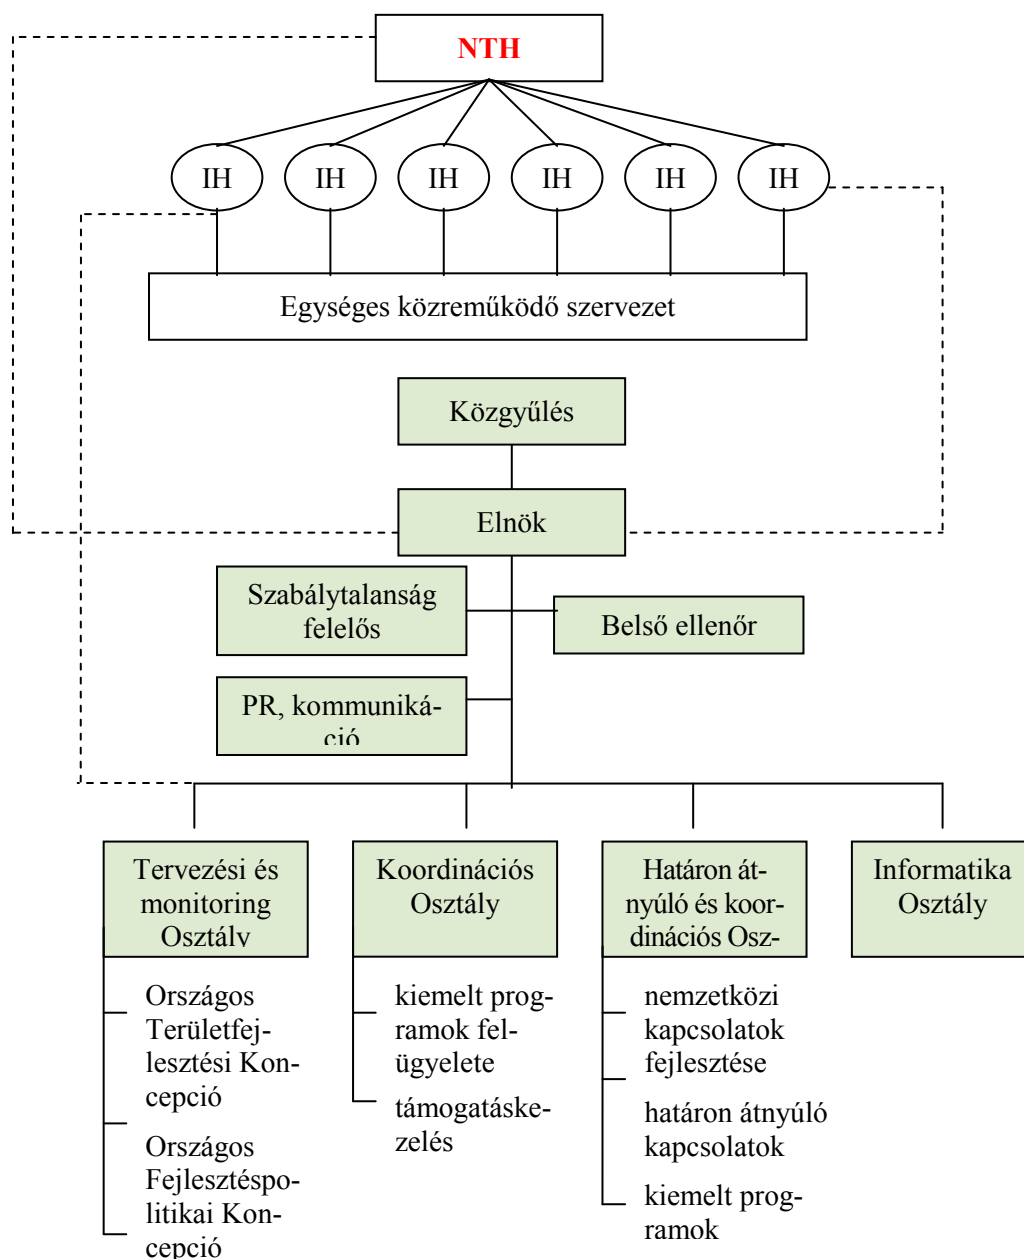 NTH
IH IH IH IH IH IH
Egységes közreműködő szervezet
Közgyűlés
Elnök
Szabálytalanság
felelős
Belső ellenőr
PR, kommuniká-
ció
Tervezési és
monitoring
Osztály
Országos
Területfej-
lesztési Kon-
cepció
Országos
Fejlesztéspo-
litikai Kon-
cepció
Koordinációs
Osztály
kiemelt prog-
ramok fel-
ügyelete
támogatáske-
zelés
Határon át-
nyúló és koor-
dinációs Osz-
nemzetközi
kapcsolatok
fejlesztése
határon átnyúló
kapcsolatok
kiemelt prog-
ramok
Informatika
Osztály